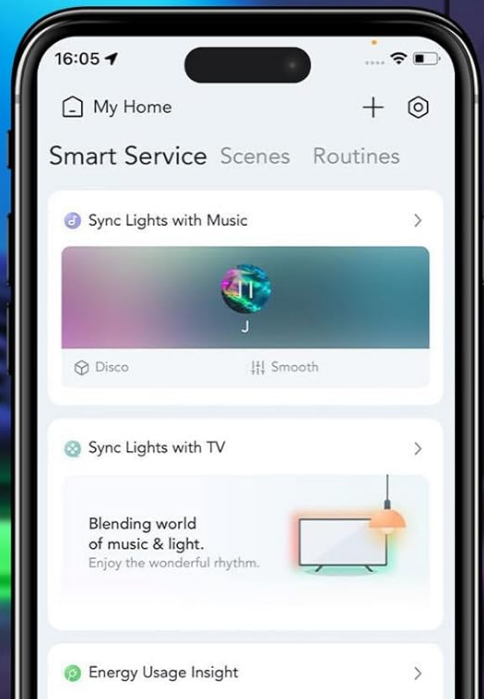 16:05
My Home
Smart Service Scenes Routines
Sync Lights with Music
J
Disco Smooth
Sync Lights with TV
Blending world
of music & light.
Enjoy the wonderful rhythm.
Energy Usage Insight